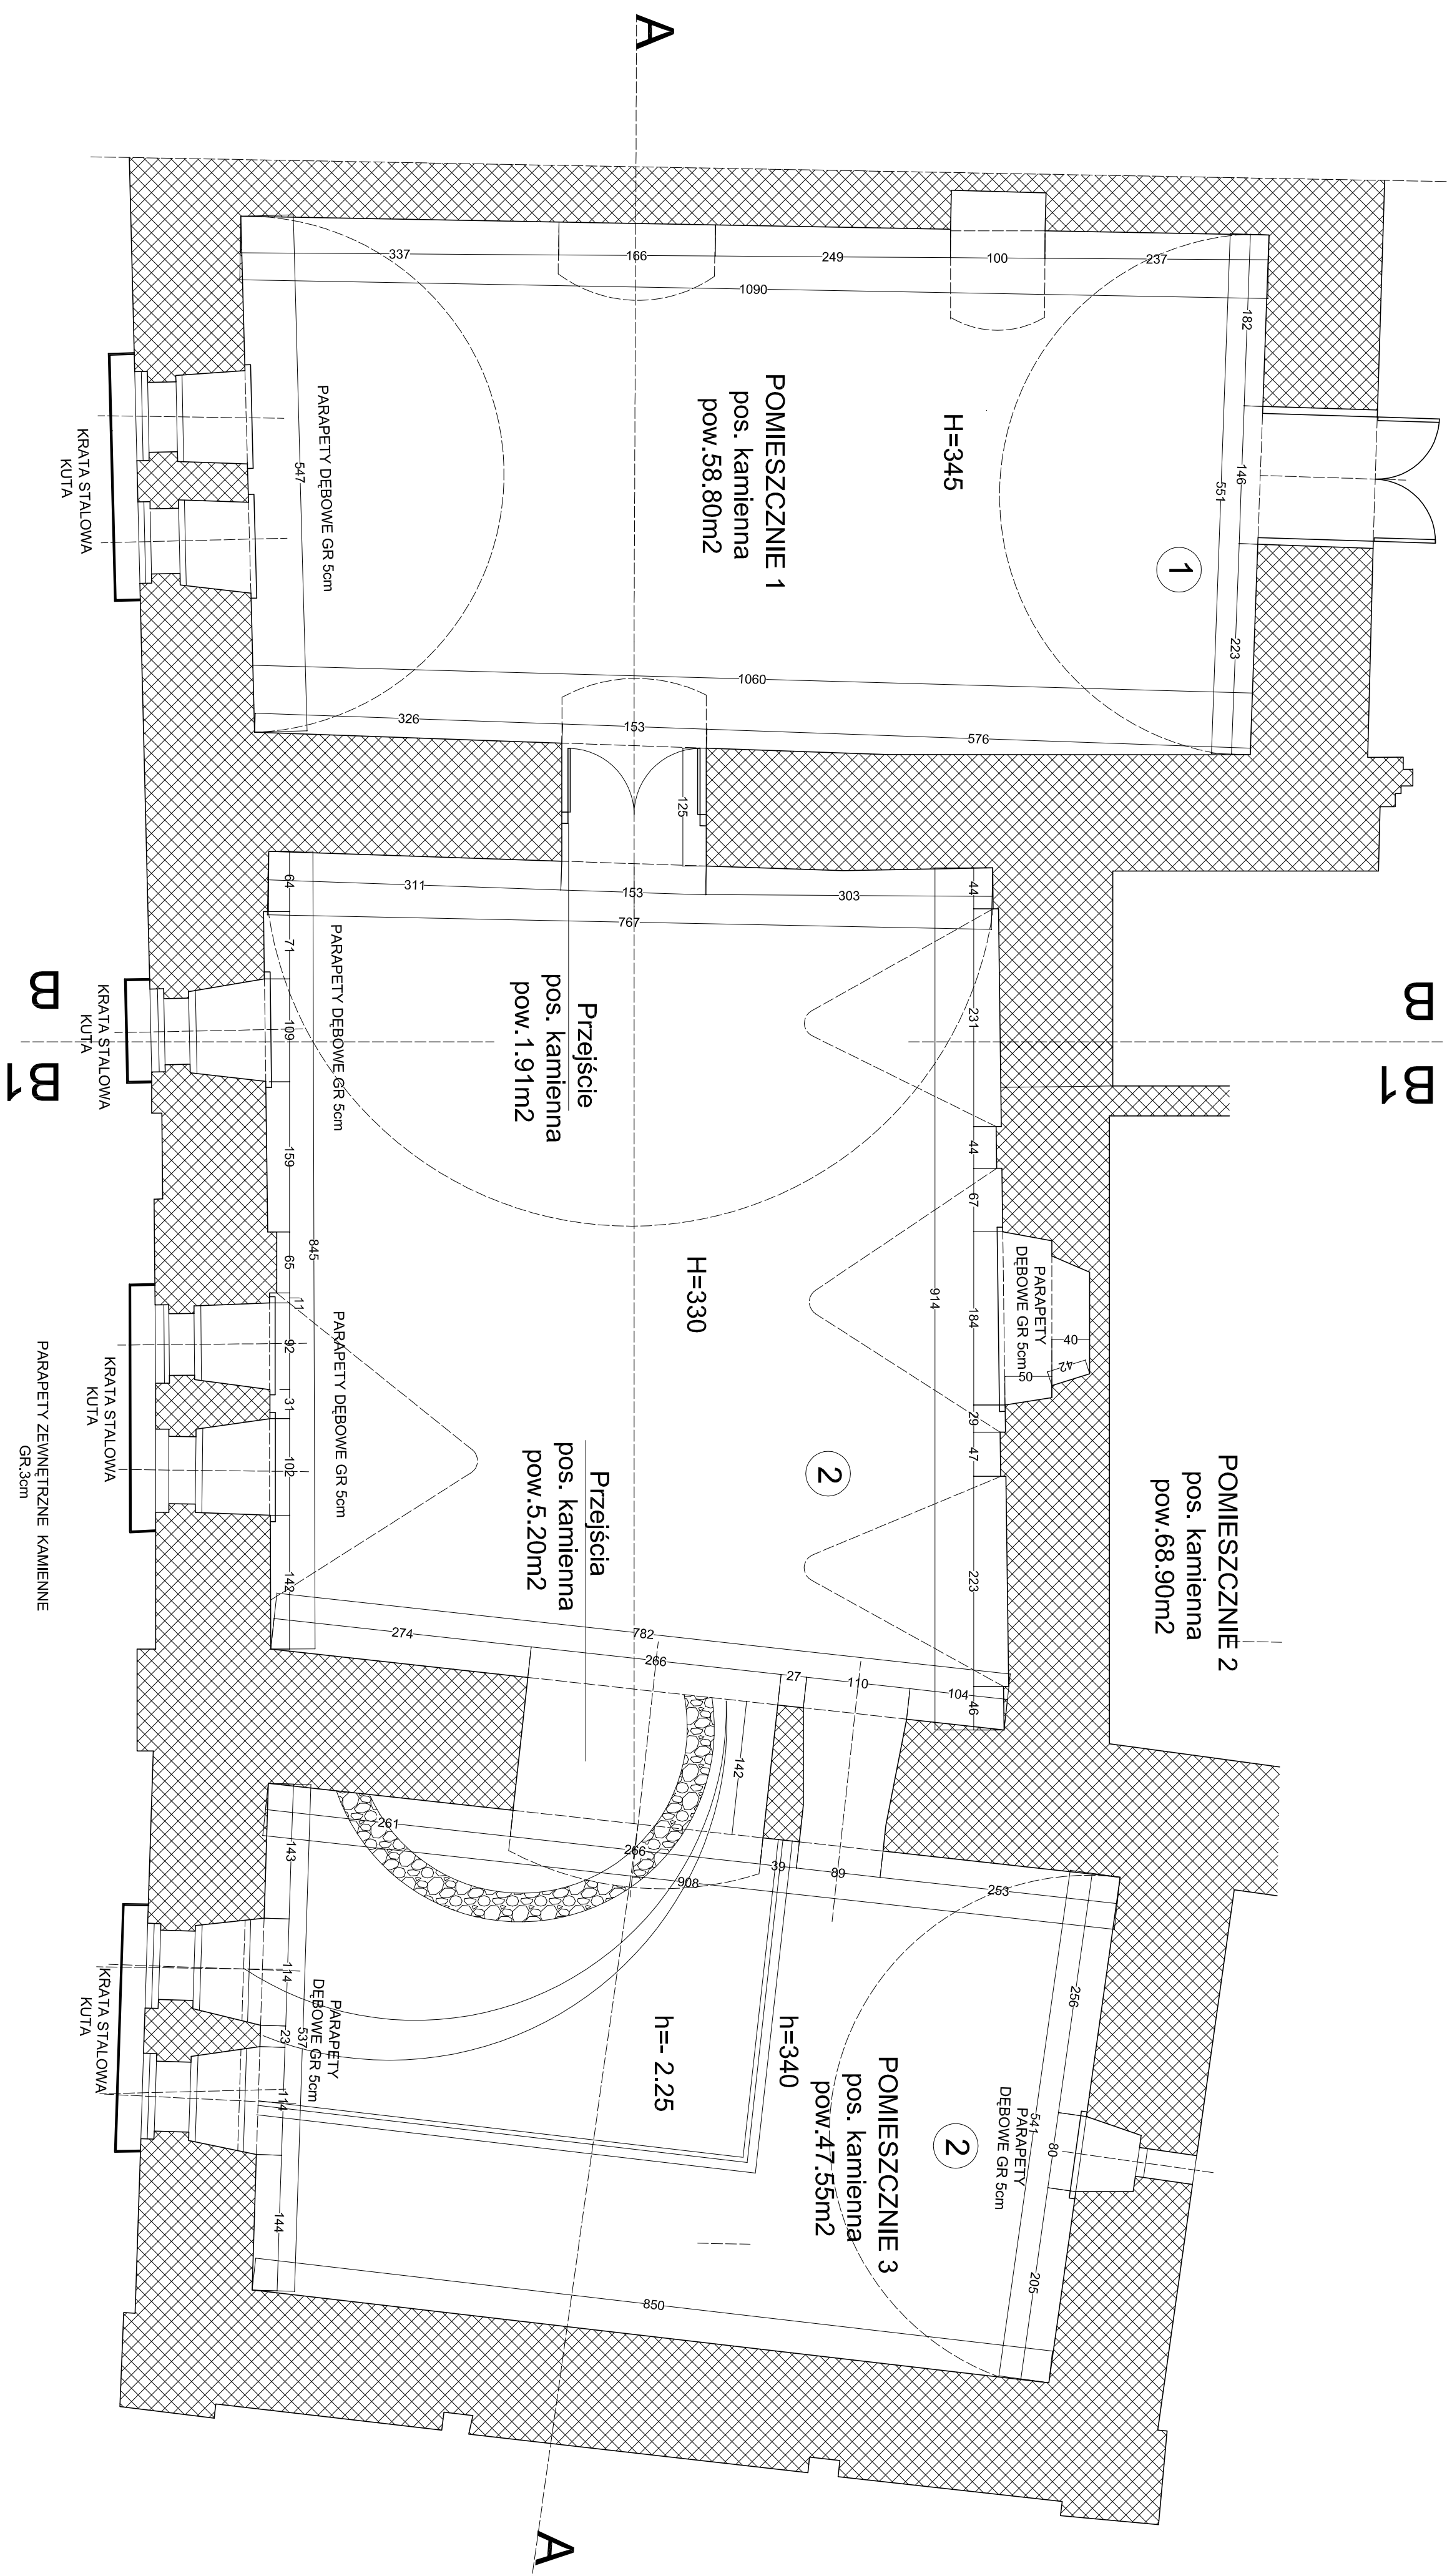 A
337
166
249
100
237
1090
182
146
551
223
H=345
1
POMIESZCZNIE 1
pos. kamienna
pow.58.80m2
PARAPETY DĘBOWE GR 5cm
547
KRATA STALOWA
KUTA
1060
326
153
576
125
64
311
153
303
44
767
71
PARAPETY DĘBOWE GR 5cm
109
159
65
11
845
92
31
102
142
PARAPETY DĘBOWE GR 5cm
B
B1
KRATA STALOWA
KUTA
Przejście
pos. kamienna
pow.1.91m2
B
B1
231
44
67
184
914
29
47
223
46
PARAPETY
DĘBOWE GR 5cm
40
42
50
H=330
2
POMIESZCZNIE 2
pos. kamienna
pow.68.90m2
Przejścia
pos. kamienna
pow.5.20m2
KRATA STALOWA
KUTA
PARAPETY ZEWNĘTRZNE KAMIENNE
GR.3cm
274
782
266
27
110
104
142
261
266
39
89
908
253
143
114
23
537
114
144
PARAPETY
DĘBOWE GR 5cm
KRATA STALOWA
KUTA
h=- 2.25
h=340
POMIESZCZNIE 3
pos. kamienna
pow.47.55m2
2
256
541
80
205
PARAPETY
DĘBOWE GR 5cm
850
A